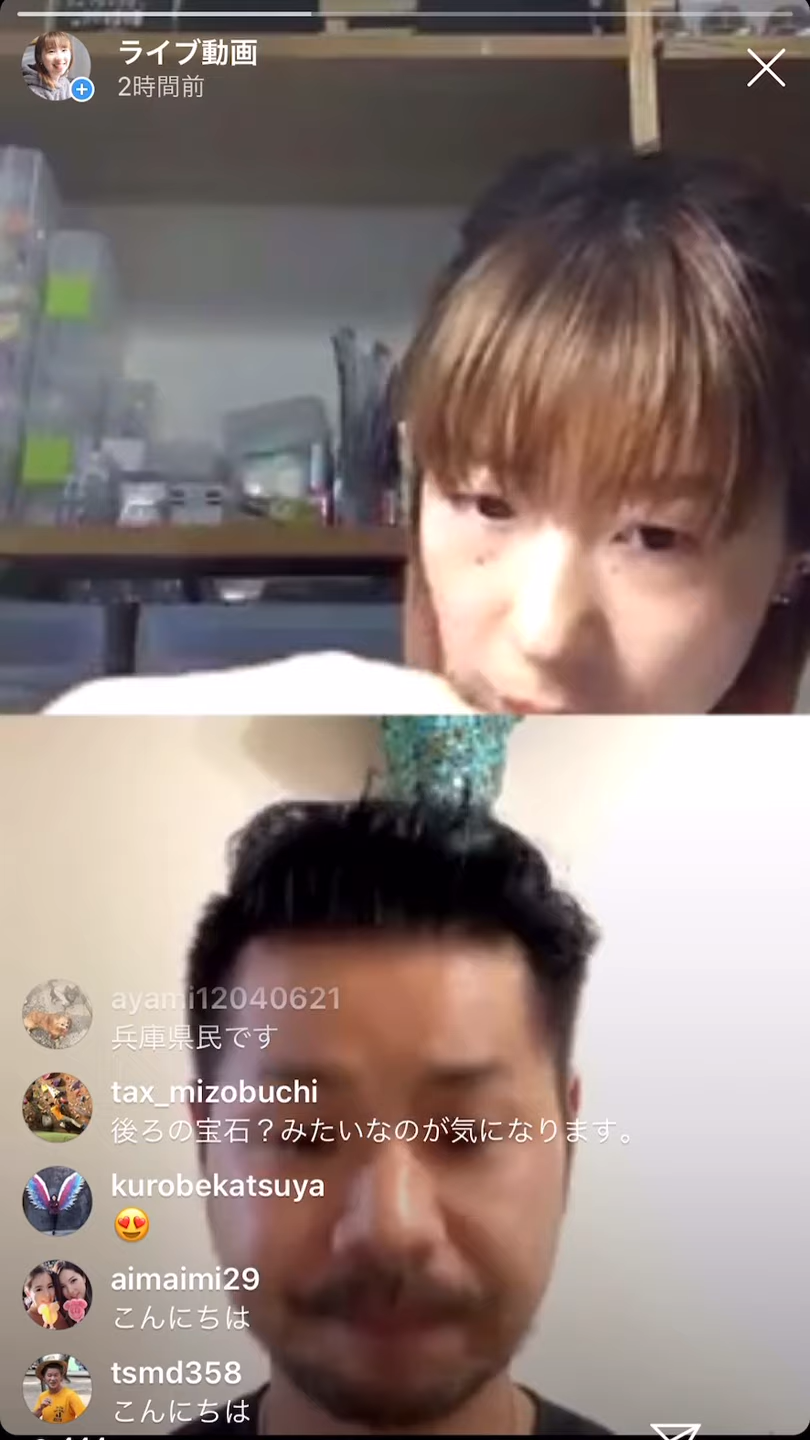 ライブ動画
2時間前
ayami12040621
兵庫県民です
tax_mizobuchi
後ろの宝石？みたいなのが気になります。
kurobekatsuya
😍
aimaimi29
こんにちは
tsmd358
こんにちは